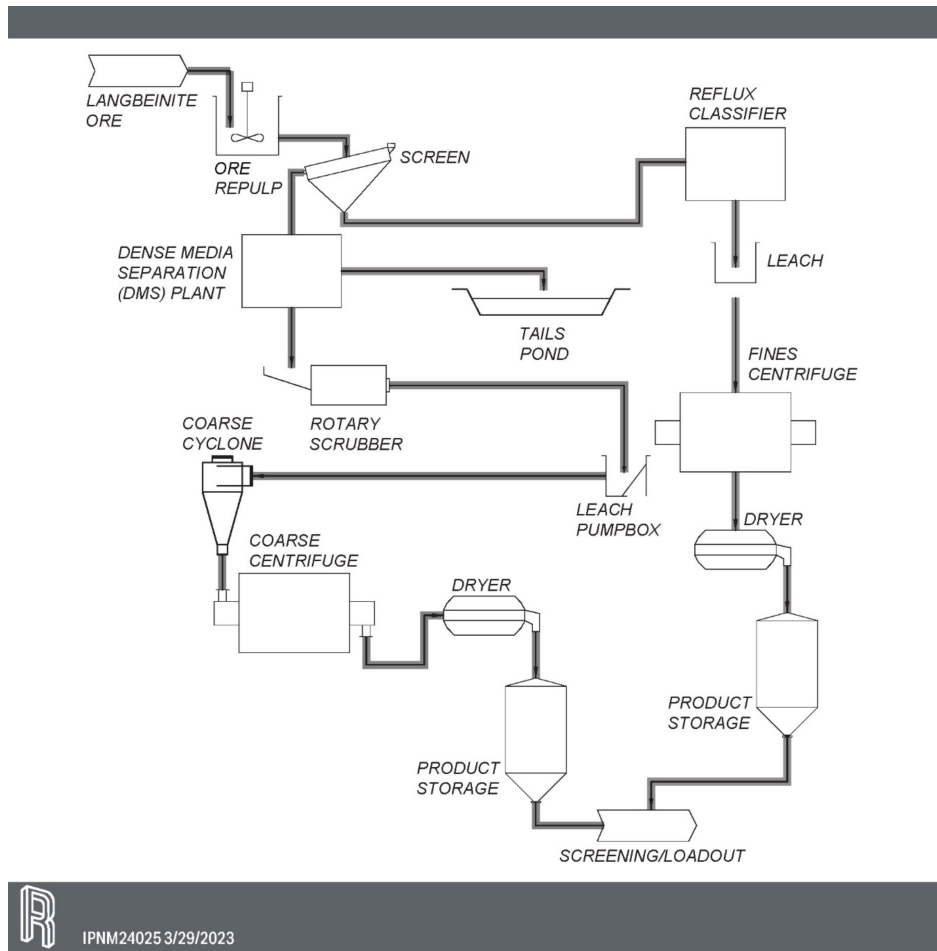 LANGBEINITE
ORE
ORE
REPULP
SCREEN
REFLUX
CLASSIFIER
DENSE MEDIA
SEPARATION
(DMS) PLANT
LEACH
TAILS
POND
FINES
CENTRIFUGE
ROTARY
SCRUBBER
COARSE
CYCLONE
LEACH
PUMPBOX
DRYER
COARSE
CENTRIFUGE
DRYER
PRODUCT
STORAGE
PRODUCT
STORAGE
SCREENING/LOADOUT
R
IPNM24025 3/29/2023